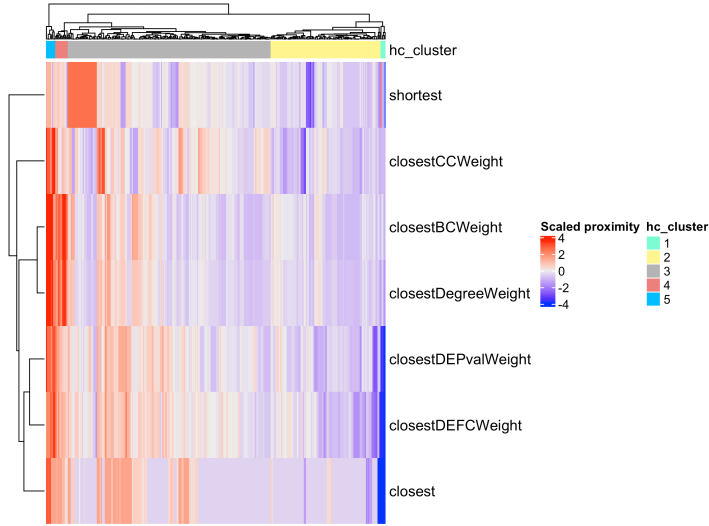 hc_cluster
shortest
closestCCWeight
closestBCWeight
closestDegreeWeight
closestDEPvalWeight
closestDEFCWeight
closest
Scaled proximity
4
2
0
-2
-4
hc_cluster
1
2
3
4
5